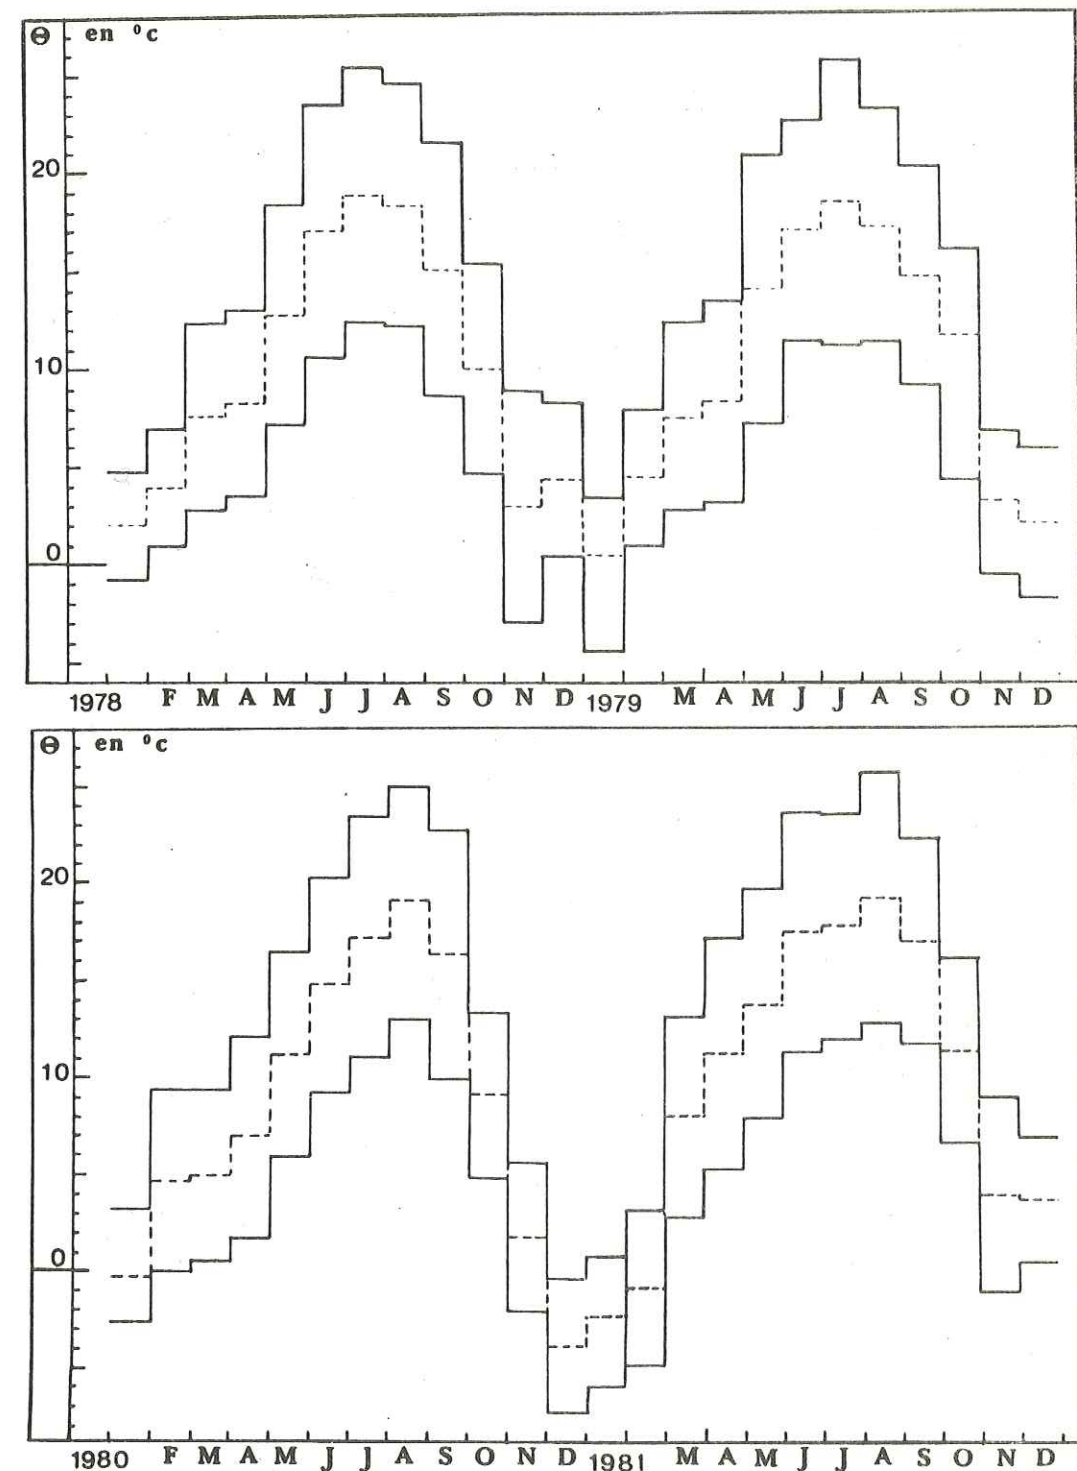 Θ en °c
20
10
0
1978 F M A M J J A S O N D 1979 M A M J J A S O N D
Θ en °c
20
10
0
1980 F M A M J J A S O N D 1981 M A M J J A S O N D